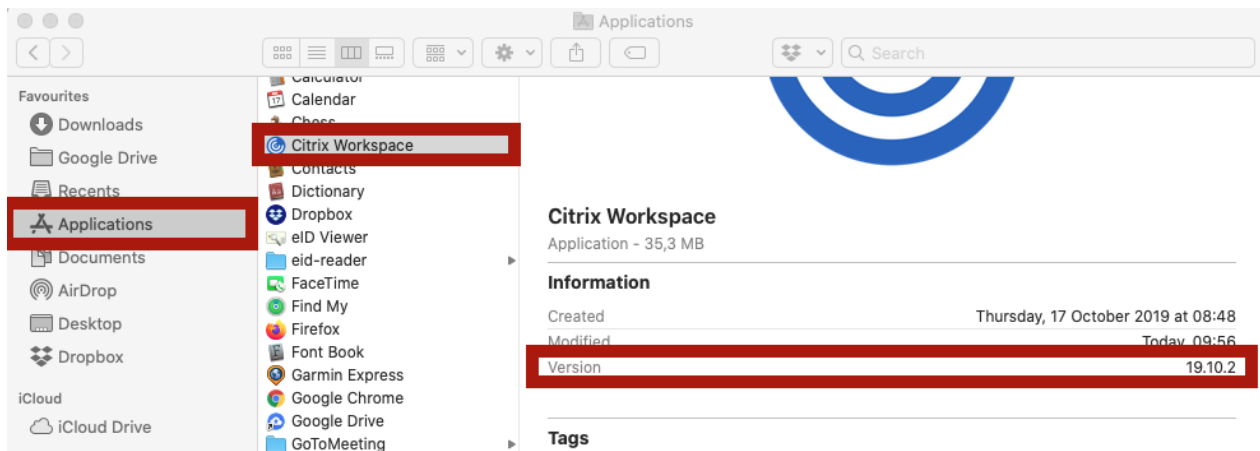 Applications
Search
Favourites
Downloads
Google Drive
Recents
Applications
Documents
AirDrop
Desktop
Dropbox
iCloud
iCloud Drive
Calculator
Calendar
Chess
Citrix Workspace
Contacts
Dictionary
Dropbox
eID Viewer
eid-reader
FaceTime
Find My
Firefox
Font Book
Garmin Express
Google Chrome
Google Drive
GoToMeeting
Citrix Workspace
Application - 35,3 MB
Information
Created Thursday, 17 October 2019 at 08:48
Modified Today, 09:56
Version 19.10.2
Tags